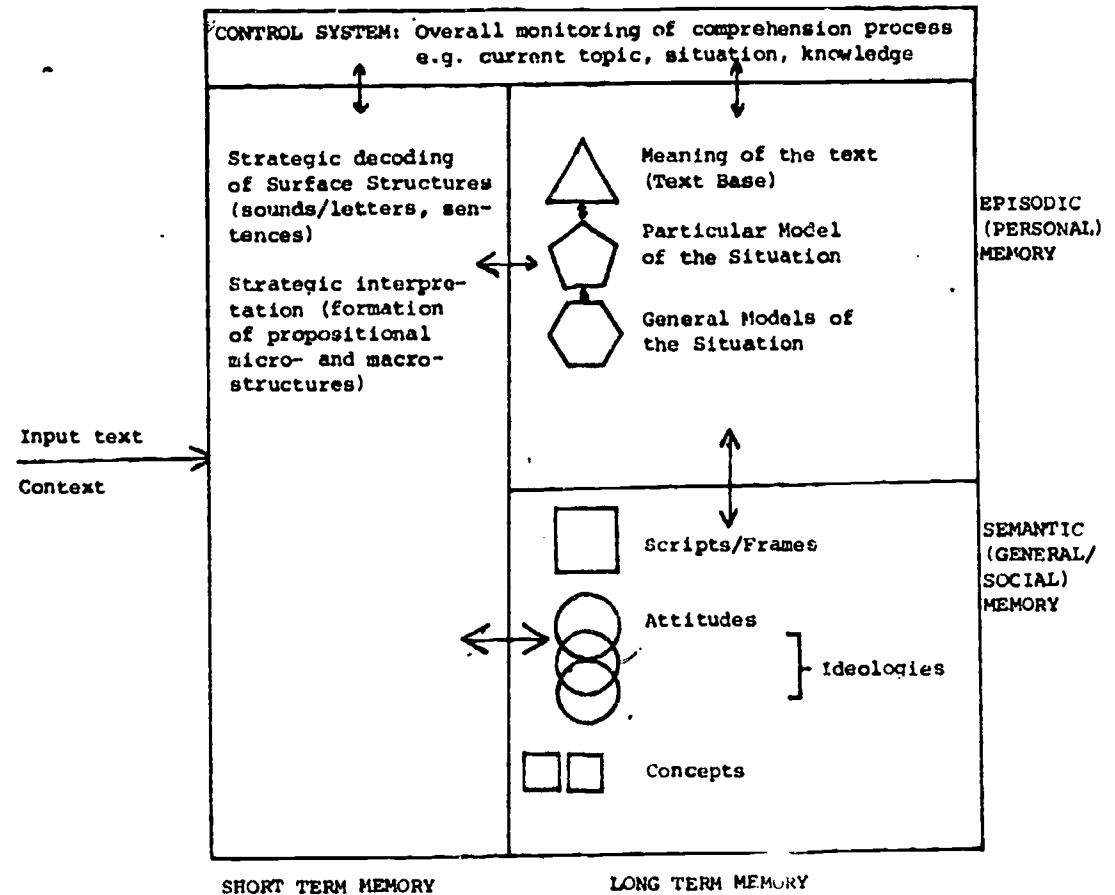 CONTROL SYSTEM: Overall monitoring of comprehension process
e.g. current topic, situation, knowledge
Strategic decoding
of Surface Structures
(sounds/letters, sen-
tences)
Strategic interpre-
tation (formation
of propositional
micro- and macro-
structures)
Meaning of the text
(Text Base)
Particular Model
of the Situation
General Models of
the Situation
EPISODIC
(PERSONAL)
MEMORY
Input text
Context
Scripts/Frames
Attitudes
Ideologies
Concepts
SEMANTIC
(GENERAL/
SOCIAL)
MEMORY
SHORT TERM MEMORY
LONG TERM MEMORY